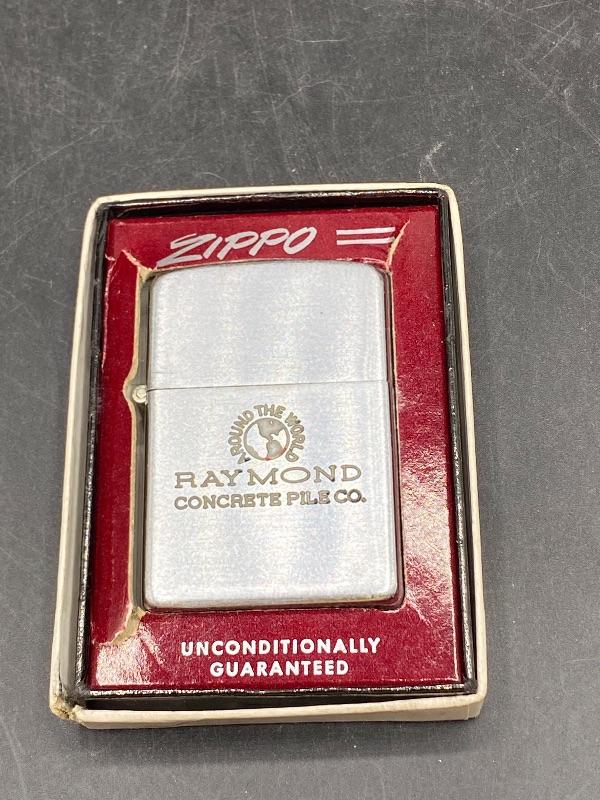 ZIPPO
AROUND THE WORLD
RAYMOND
CONCRETE PILE CO.
UNCONDITIONALLY
GUARANTEED